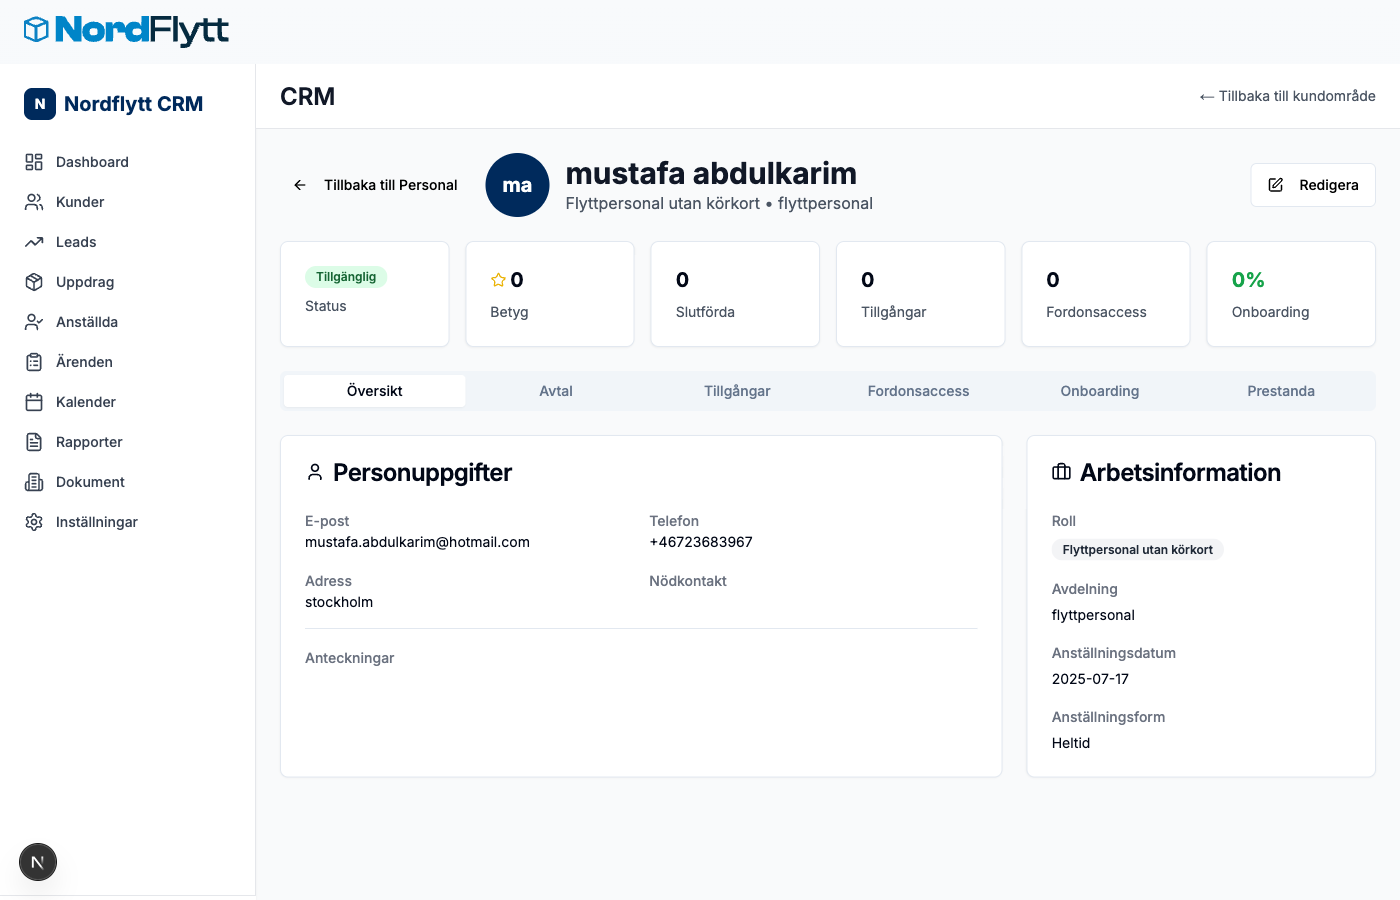 NordFlytt
N
Nordflytt CRM
Dashboard
Kunder
Leads
Uppdrag
Anställda
Ärenden
Kalender
Rapporter
Dokument
Inställningar
N
CRM
← Tillbaka till kundområde
Tillbaka till Personal
ma
mustafa abdulkarim
Flyttpersonal utan körkort • flyttpersonal
Redigera
Tillgänglig
Status
0
Betyg
0
Slutförda
0
Tillgångar
0
Fordonsaccess
0%
Onboarding
Översikt
Avtal
Tillgångar
Fordonsaccess
Onboarding
Prestanda
Personuppgifter
E-post
mustafa.abdulkarim@hotmail.com
Telefon
+46723683967
Adress
stockholm
Nödkontakt
Anteckningar
Arbetsinformation
Roll
Flyttpersonal utan körkort
Avdelning
flyttpersonal
Anställningsdatum
2025-07-17
Anställningsform
Heltid